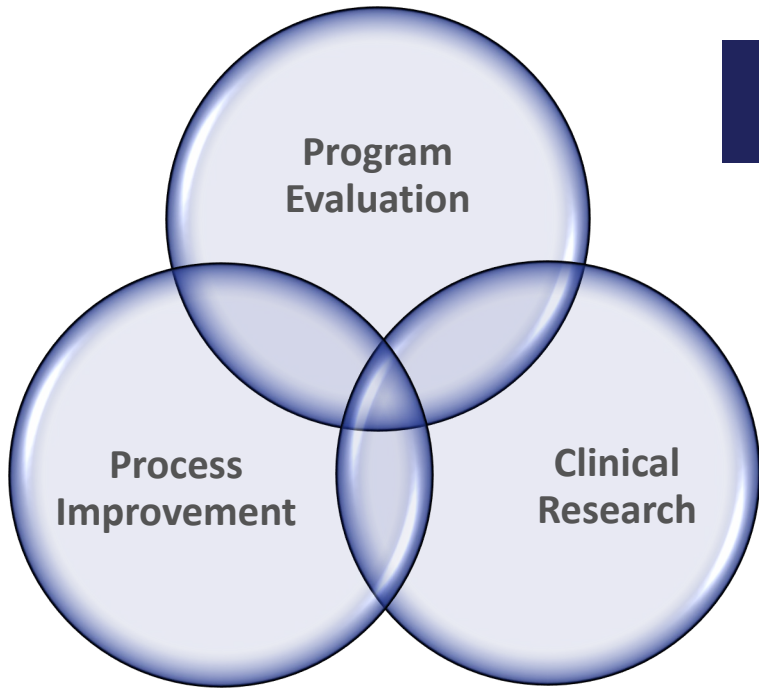 Program
Evaluation
Process
Improvement
Clinical
Research